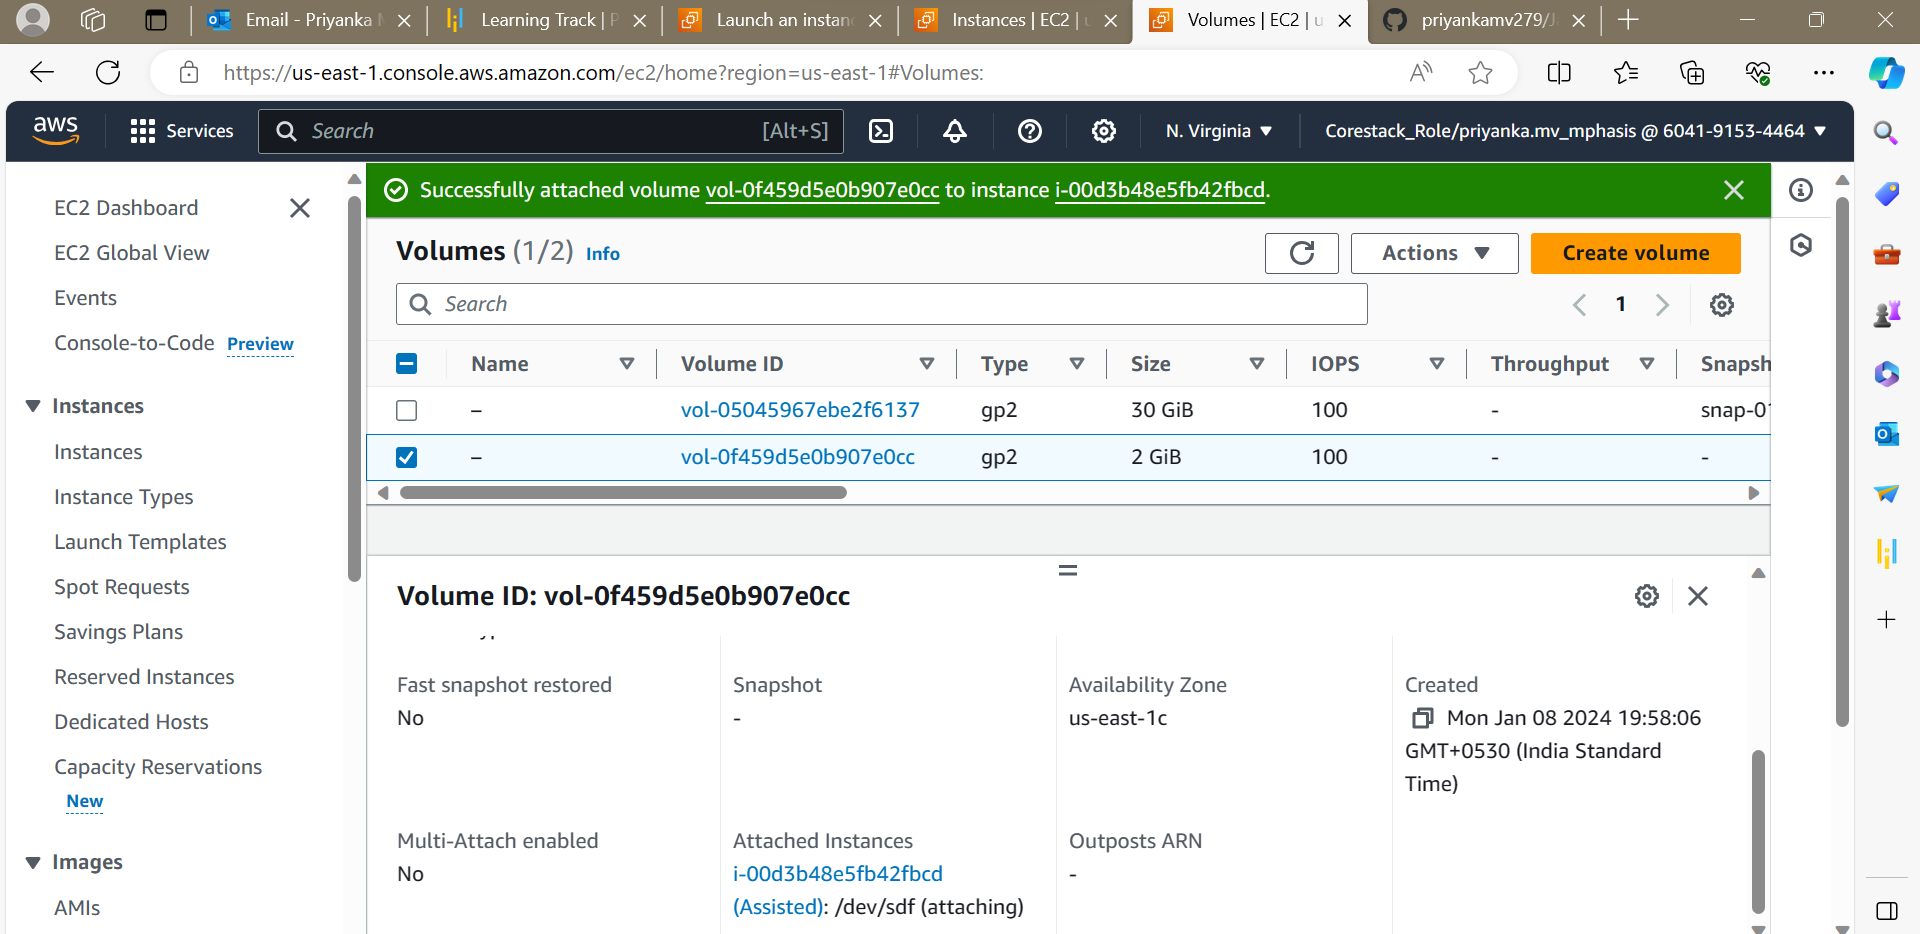 Email - Priyanka M
Learning Track | P
Launch an instanc
Instances | EC2 | u
Volumes | EC2 | u
priyankamv279/J
https://us-east-1.console.aws.amazon.com/ec2/home?region=us-east-1#Volumes:
aws
Services
Search
[Alt+S]
N. Virginia
Corestack_Role/priyanka.mv_mphasis @ 6041-9153-4464
EC2 Dashboard
EC2 Global View
Events
Console-to-Code Preview
Instances
Instances
Instance Types
Launch Templates
Spot Requests
Savings Plans
Reserved Instances
Dedicated Hosts
Capacity Reservations
New
Images
AMIs
Successfully attached volume vol-0f459d5e0b907e0cc to instance i-00d3b48e5fb42fbcd.
Volumes (1/2) Info
Actions
Create volume
Search
1
Name Volume ID Type Size IOPS Throughput Snapsh
– vol-05045967ebe2f6137 gp2 30 GiB 100 - snap-01
– vol-0f459d5e0b907e0cc gp2 2 GiB 100 - -
Volume ID: vol-0f459d5e0b907e0cc
Fast snapshot restored
No
Snapshot
-
Availability Zone
us-east-1c
Created
Mon Jan 08 2024 19:58:06
GMT+0530 (India Standard
Time)
Multi-Attach enabled
No
Attached Instances
i-00d3b48e5fb42fbcd
(Assisted): /dev/sdf (attaching)
Outposts ARN
-